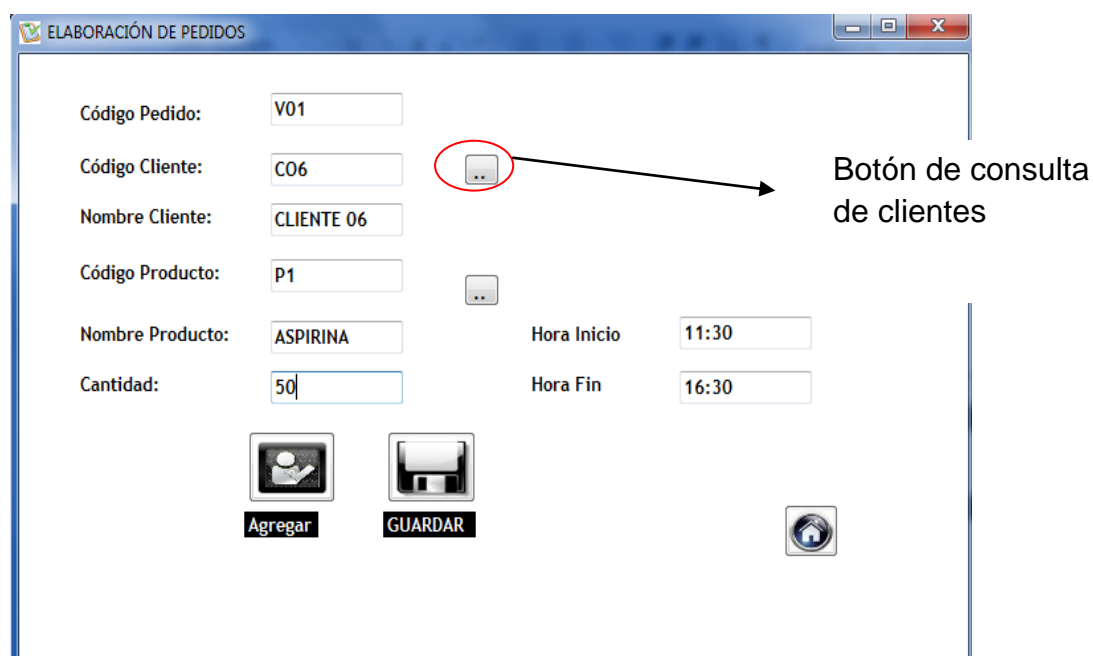 ELABORACIÓN DE PEDIDOS
Código Pedido: V01
Código Cliente: CO6 ..
Botón de consulta
de clientes
Nombre Cliente: CLIENTE 06
Código Producto: P1 ..
Nombre Producto: ASPIRINA Hora Inicio 11:30
Cantidad: 50 Hora Fin 16:30
Agregar GUARDAR